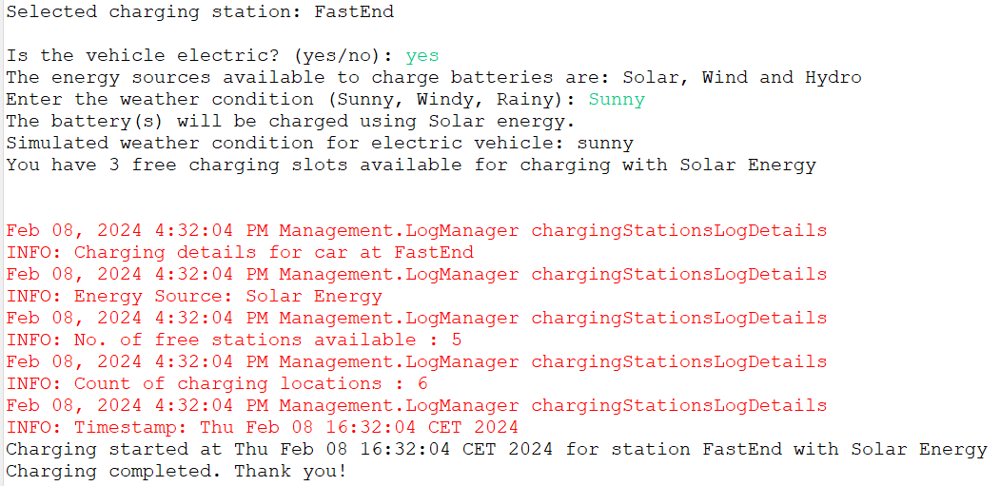 Selected charging station: FastEnd
Is the vehicle electric? (yes/no): yes
The energy sources available to charge batteries are: Solar, Wind and Hydro
Enter the weather condition (Sunny, Windy, Rainy): Sunny
The battery(s) will be charged using Solar energy.
Simulated weather condition for electric vehicle: sunny
You have 3 free charging slots available for charging with Solar Energy
Feb 08, 2024 4:32:04 PM Management.LogManager chargingStationsLogDetails
INFO: Charging details for car at FastEnd
Feb 08, 2024 4:32:04 PM Management.LogManager chargingStationsLogDetails
INFO: Energy Source: Solar Energy
Feb 08, 2024 4:32:04 PM Management.LogManager chargingStationsLogDetails
INFO: No. of free stations available : 5
Feb 08, 2024 4:32:04 PM Management.LogManager chargingStationsLogDetails
INFO: Count of charging locations : 6
Feb 08, 2024 4:32:04 PM Management.LogManager chargingStationsLogDetails
INFO: Timestamp: Thu Feb 08 16:32:04 CET 2024
Charging started at Thu Feb 08 16:32:04 CET 2024 for station FastEnd with Solar Energy
Charging completed. Thank you!